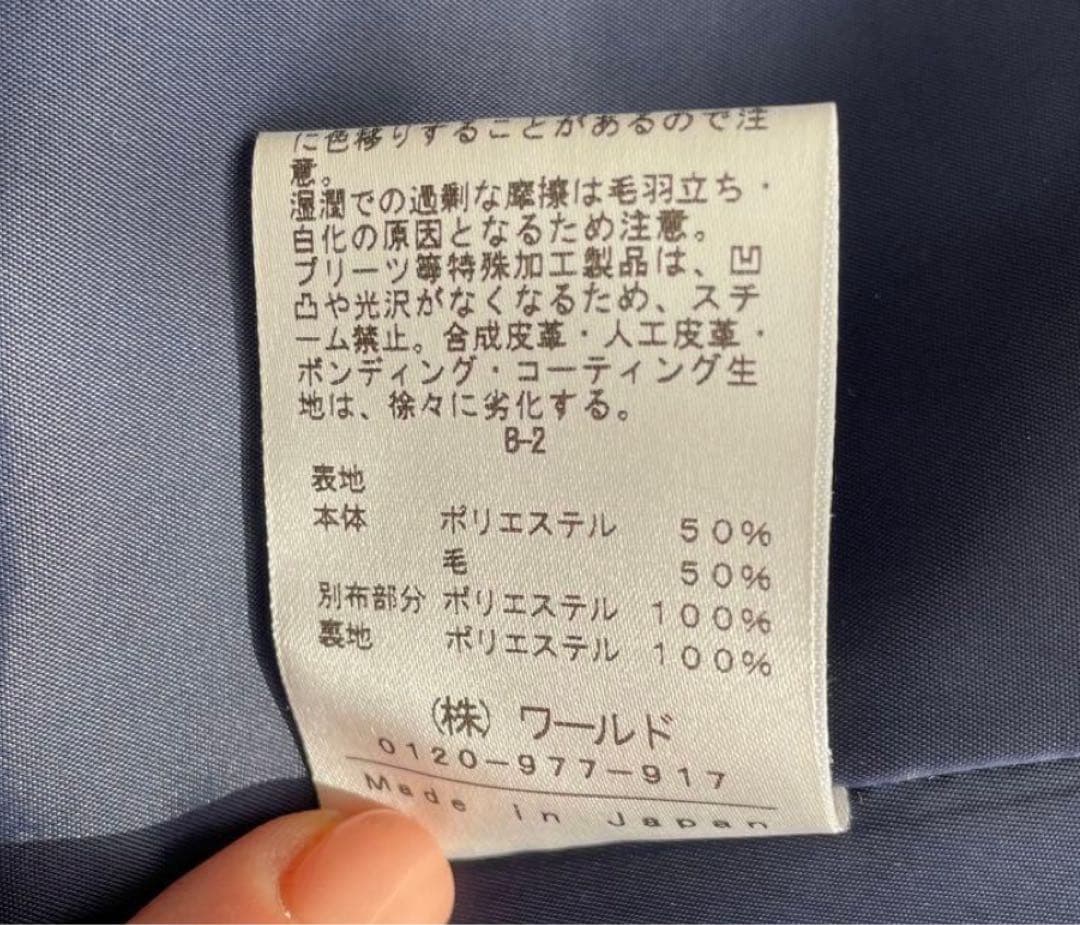 に色移りすることがあるので注
意。
湿潤での過剰な摩擦は毛羽立ち・
白化の原因となるため注意。
プリーツ等特殊加工製品は、凹
凸や光沢がなくなるため、スチ
ーム禁止。合成皮革・人工皮革・
ボンディング・コーティング生
地は、徐々に劣化する。
B-2
表地
本体 ポリエステル 50%
毛 50%
別布部分 ポリエステル 100%
裏地 ポリエステル 100%
(株) ワールド
0120-977-917
Made in Japan